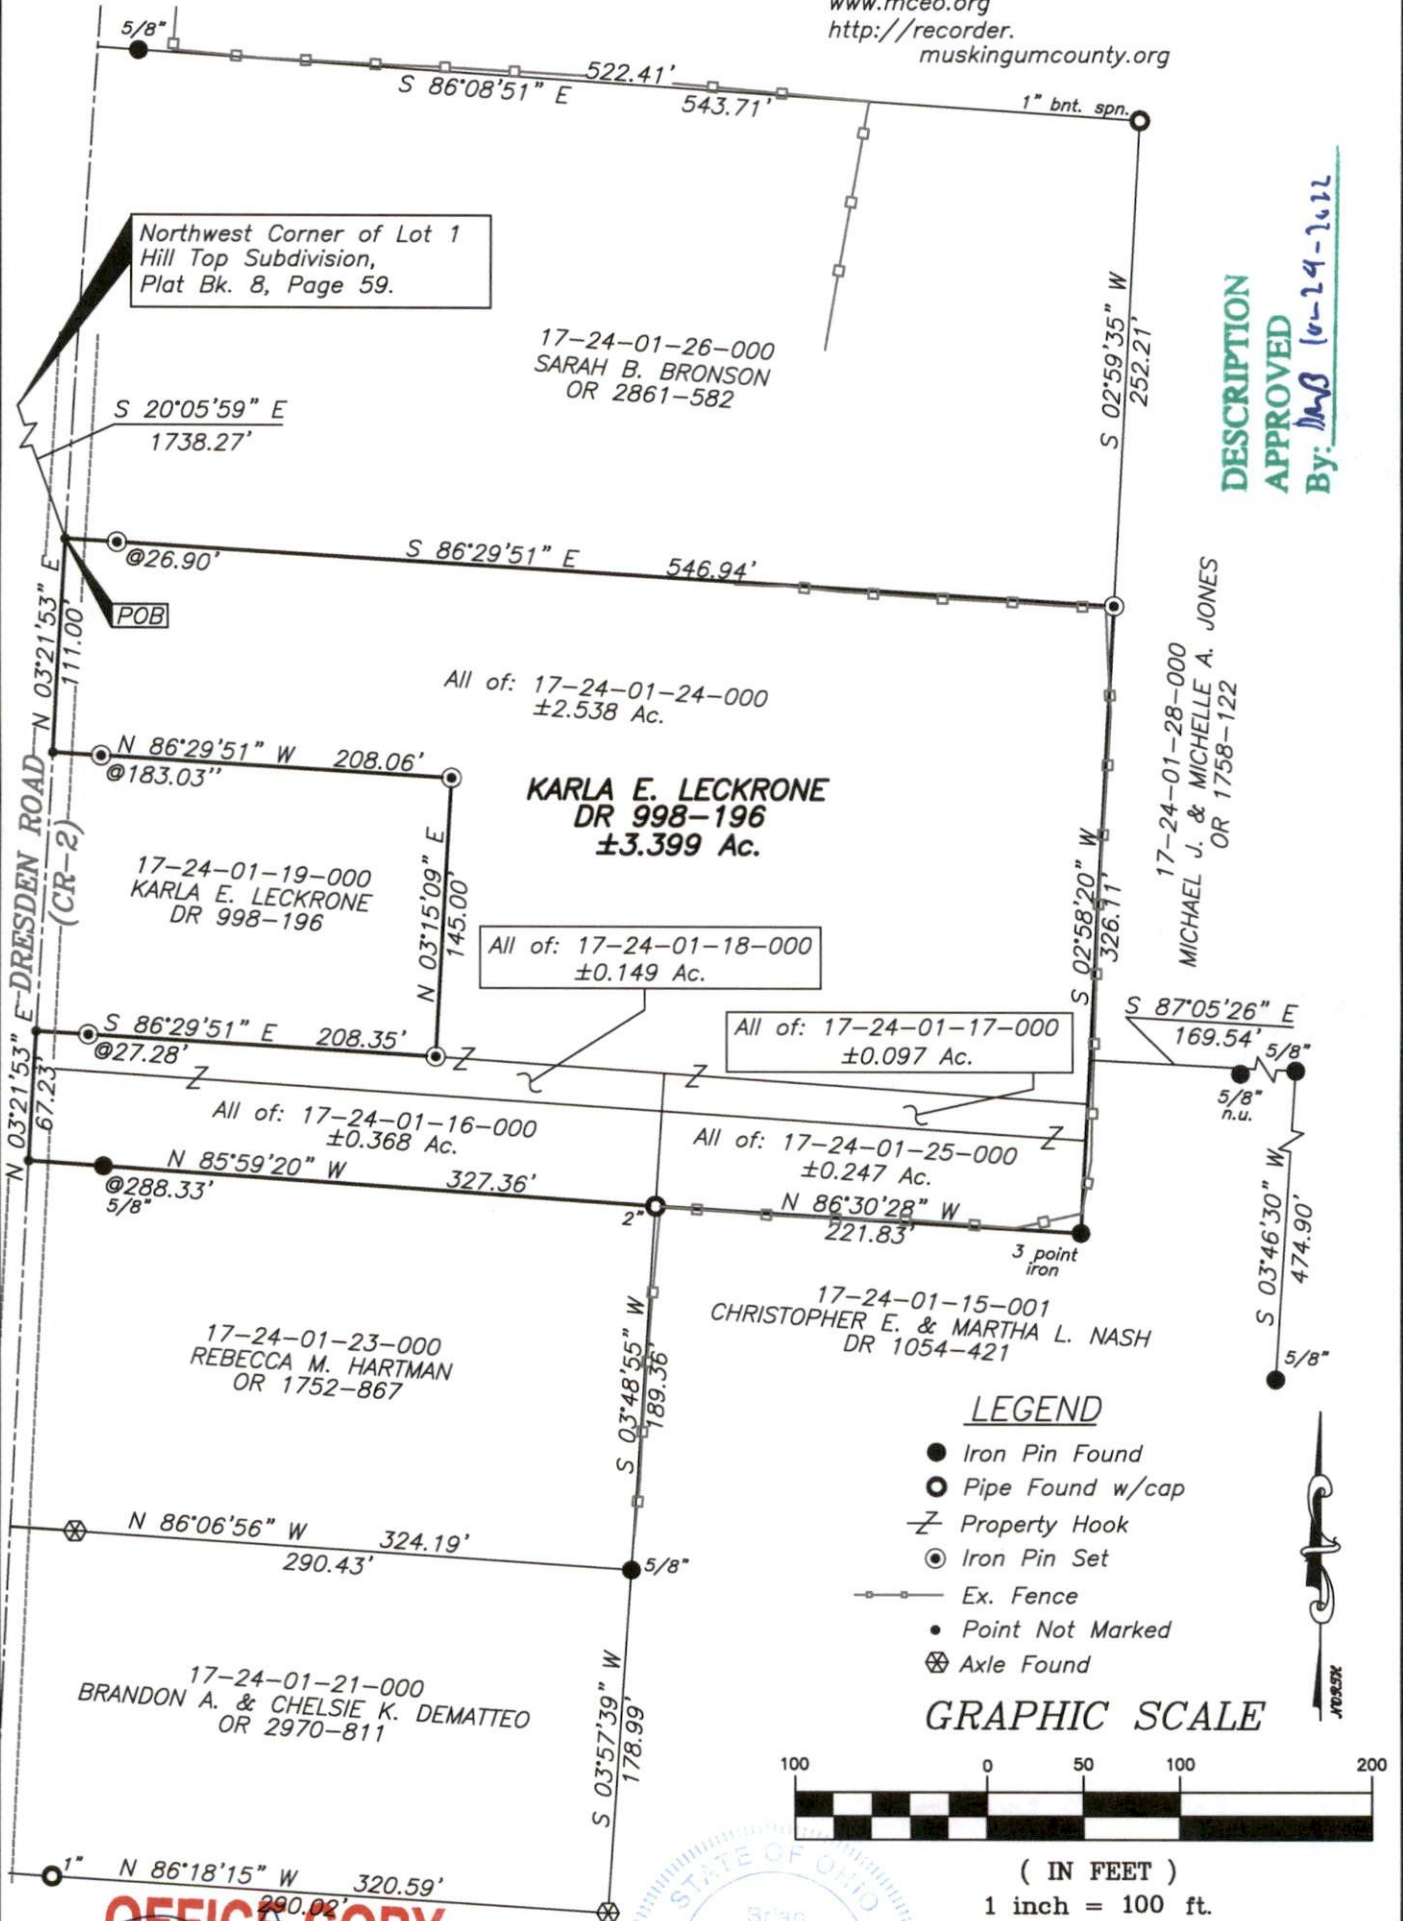 www.mceo.org
http://recorder.
muskingumcounty.org
5/8"
522.41'
S 86°08'51" E
543.71'
1" bnt. spn.
Northwest Corner of Lot 1
Hill Top Subdivision,
Plat Bk. 8, Page 59.
S 02°59'35" W
252.21'
DESCRIPTION
APPROVED
By:
17-24-01-26-000
SARAH B. BRONSON
OR 2861-582
S 20°05'59" E
1738.27'
@26.90'
S 86°29'51" E
546.94'
POB
N 03°21'53" E
111.00'
All of: 17-24-01-24-000
±2.538 Ac.
17-24-01-28-000
MICHAEL J. & MICHELLE A. JONES
OR 1758-122
N 86°29'51" W
208.06'
@183.03"
KARLA E. LECKRONE
DR 998-196
±3.399 Ac.
DRESDEN ROAD
(CR-2)
17-24-01-19-000
KARLA E. LECKRONE
DR 998-196
N 03°15'09" E
145.00'
S 02°58'20" W
326.11'
All of: 17-24-01-18-000
±0.149 Ac.
All of: 17-24-01-17-000
±0.097 Ac.
S 87°05'26" E
169.54'
5/8"
5/8"
n.u.
S 86°29'51" E
208.35'
@27.28'
N 03°21'53" E
67.23'
All of: 17-24-01-16-000
±0.368 Ac.
All of: 17-24-01-25-000
±0.247 Ac.
N 85°59'20" W
327.36'
@288.33'
5/8"
2"
N 86°30'28" W
221.83'
3 point
iron
S 03°46'30" W
474.90'
5/8"
17-24-01-15-001
CHRISTOPHER E. & MARTHA L. NASH
DR 1054-421
17-24-01-23-000
REBECCA M. HARTMAN
OR 1752-867
S 03°48'55" W
189.36'
LEGEND
Iron Pin Found
Pipe Found w/cap
Z Property Hook
Iron Pin Set
Ex. Fence
Point Not Marked
Axle Found
NORTH
N 86°06'56" W
324.19'
290.43'
5/8"
17-24-01-21-000
BRANDON A. & CHELSIE K. DEMATTEO
OR 2970-811
S 03°57'39" W
178.99'
GRAPHIC SCALE
100 0 50 100 200
( IN FEET )
1 inch = 100 ft.
1"
N 86°18'15" W
320.59'
290.02'
OFFICE COPY
STATE OF OHIO
Brian